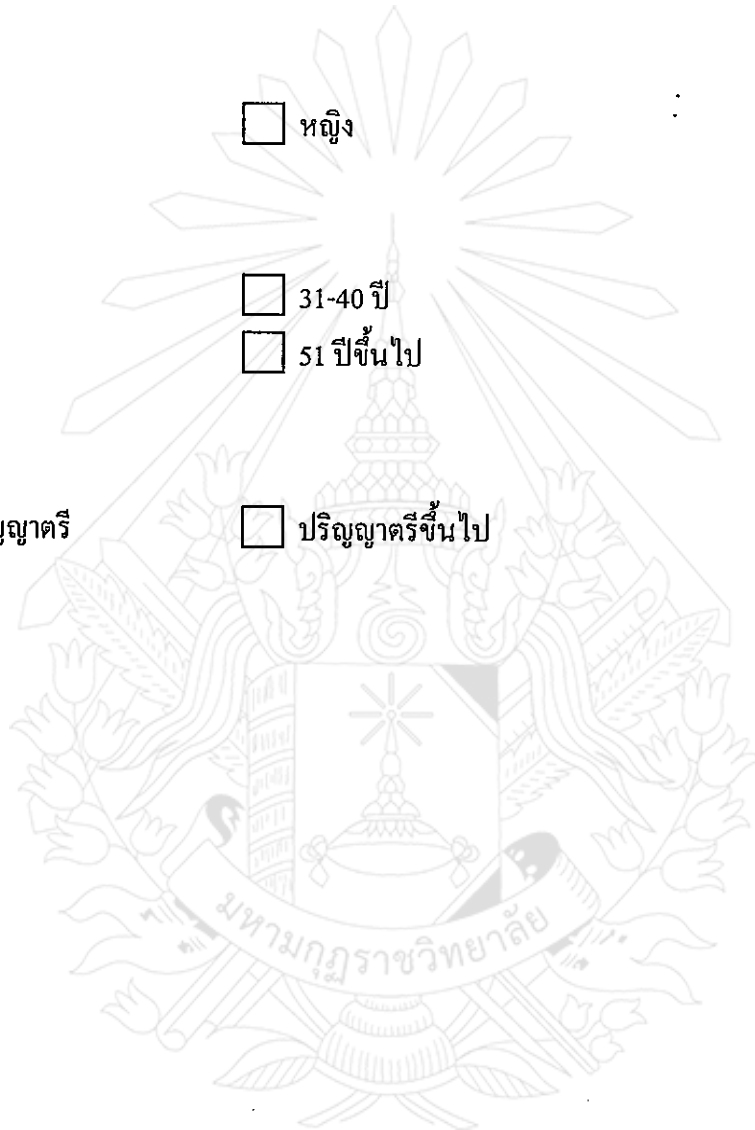 ☐ หญิง
☐ 31-40 ปี
☐ 51 ปีขึ้นไป
ญญาตรี ☐ ปริญญาตรีขึ้นไป
มหามกุฏราชวิทยาลัย